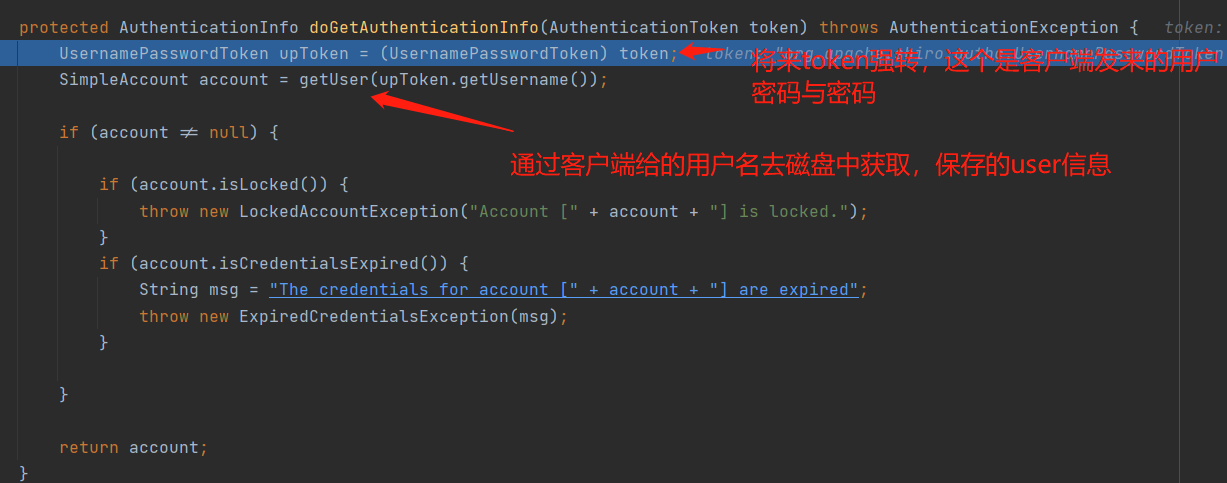 protected AuthenticationInfo doGetAuthenticationInfo(AuthenticationToken token) throws AuthenticationException { token:
UsernamePasswordToken upToken = (UsernamePasswordToken) token; token:
将来token强转，这个是客户端发来的用户
密码与密码
SimpleAccount account = getUser(upToken.getUsername());
if (account ≠ null) {
通过客户端给的用户名去磁盘中获取，保存的user信息
if (account.isLocked()) {
throw new LockedAccountException("Account [" + account + "] is locked.");
}
if (account.isCredentialsExpired()) {
String msg = "The credentials for account [" + account + "] are expired";
throw new ExpiredCredentialsException(msg);
}
}
return account;
}